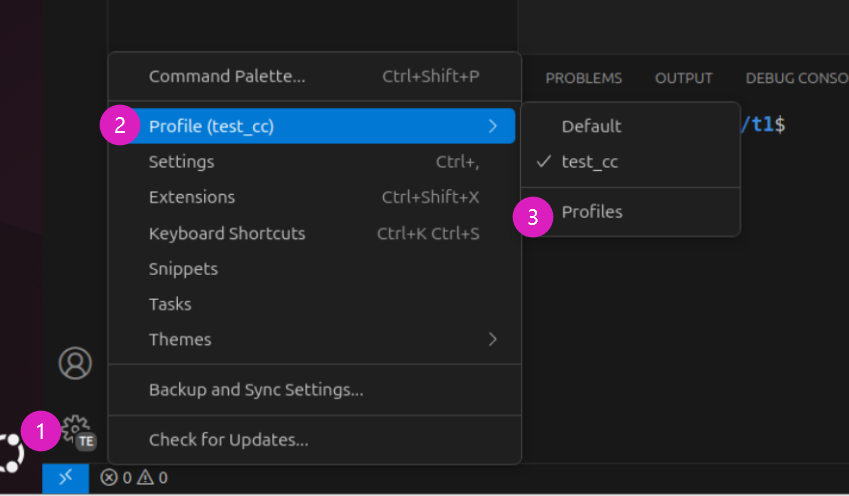 Command Palette... Ctrl+Shift+P
PROBLEMS OUTPUT DEBUG CONSO
2 Profile (test_cc)
Default
/t1$
Settings Ctrl+,
test_cc
Extensions Ctrl+Shift+X
3 Profiles
Keyboard Shortcuts Ctrl+K Ctrl+S
Snippets
Tasks
Themes
Backup and Sync Settings...
1
TE
Check for Updates...
0 0